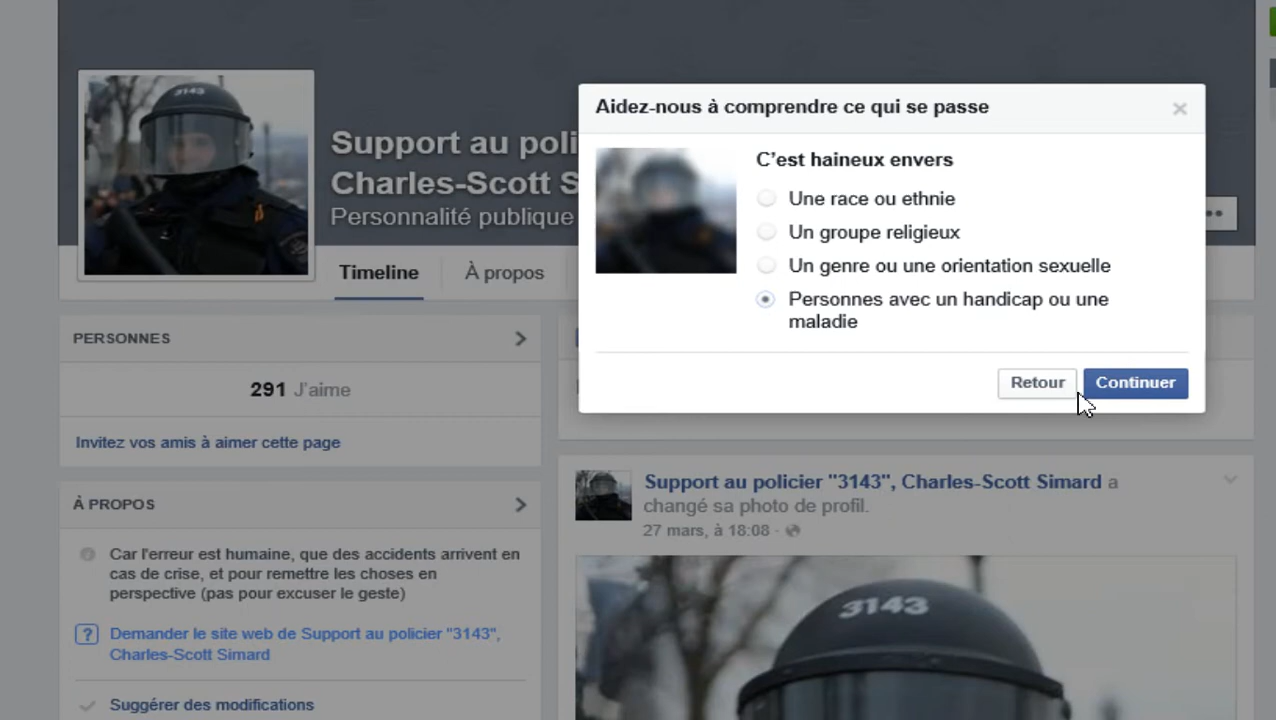 3143
Support au poli
Charles-Scott S
Personnalité publique
Timeline
À propos
Aidez-nous à comprendre ce qui se passe
×
C'est haineux envers
Une race ou ethnie
Un groupe religieux
Un genre ou une orientation sexuelle
Personnes avec un handicap ou une
maladie
Retour
Continuer
PERSONNES
291 J'aime
Invitez vos amis à aimer cette page
À PROPOS
Car l'erreur est humaine, que des accidents arrivent en
cas de crise, et pour remettre les choses en
perspective (pas pour excuser le geste)
? Demander le site web de Support au policier "3143",
Charles-Scott Simard
Suggérer des modifications
Support au policier "3143", Charles-Scott Simard a
changé sa photo de profil.
27 mars, à 18:08 ·
3143